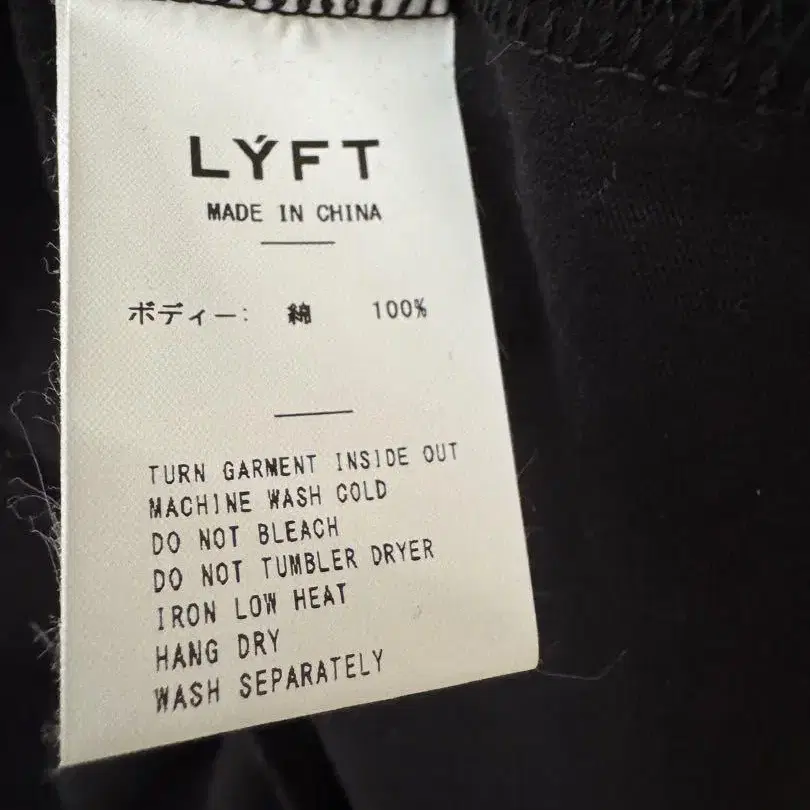 LÝFT
MADE IN CHINA
ボディー: 綿 100%
TURN GARMENT INSIDE OUT
MACHINE WASH COLD
DO NOT BLEACH
DO NOT TUMBLER DRYER
IRON LOW HEAT
HANG DRY
WASH SEPARATELY